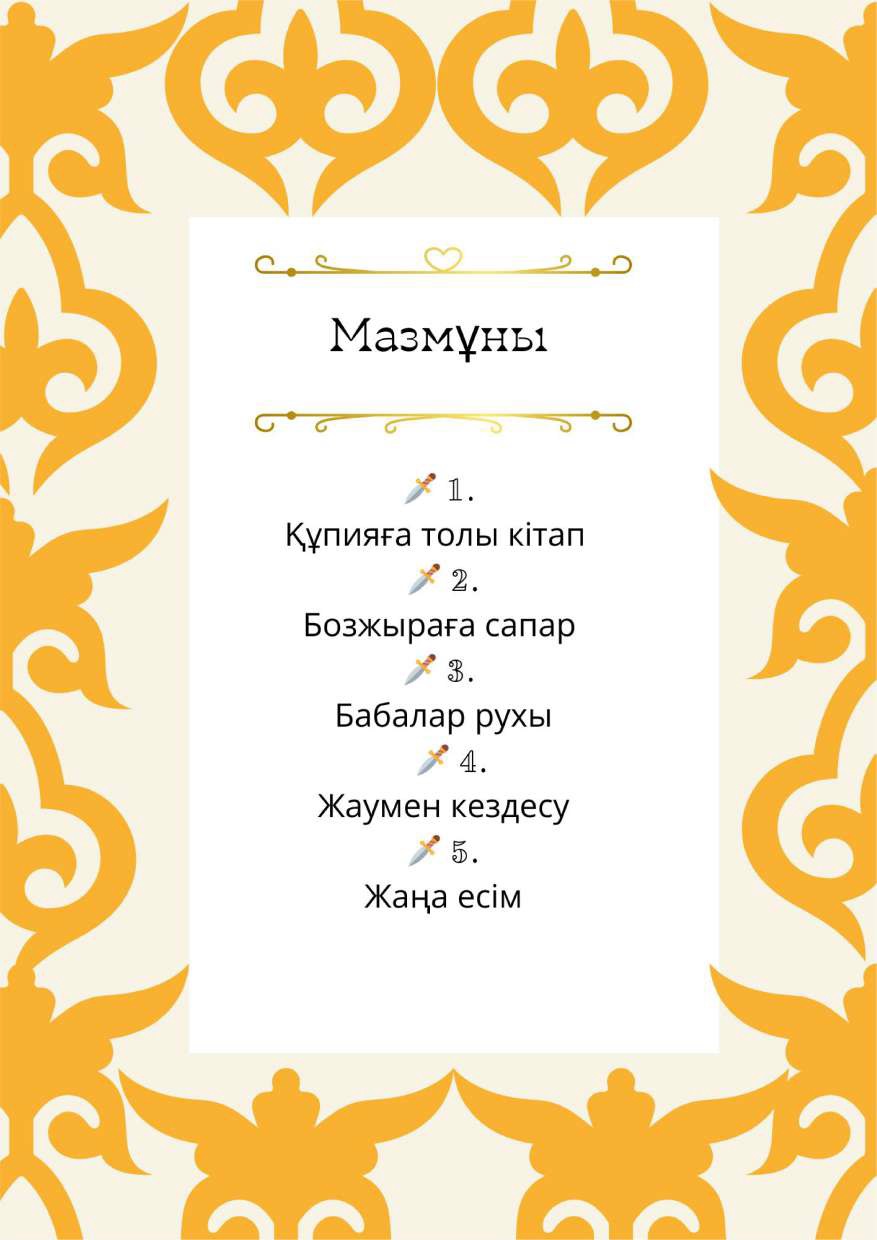 Мазмұны
🗡️ 1.
Құпияға толы кітап
🗡️ 2.
Бозжыраға сапар
🗡️ 3.
Бабалар рухы
🗡️ 4.
Жаумен кездесу
🗡️ 5.
Жаңа есім